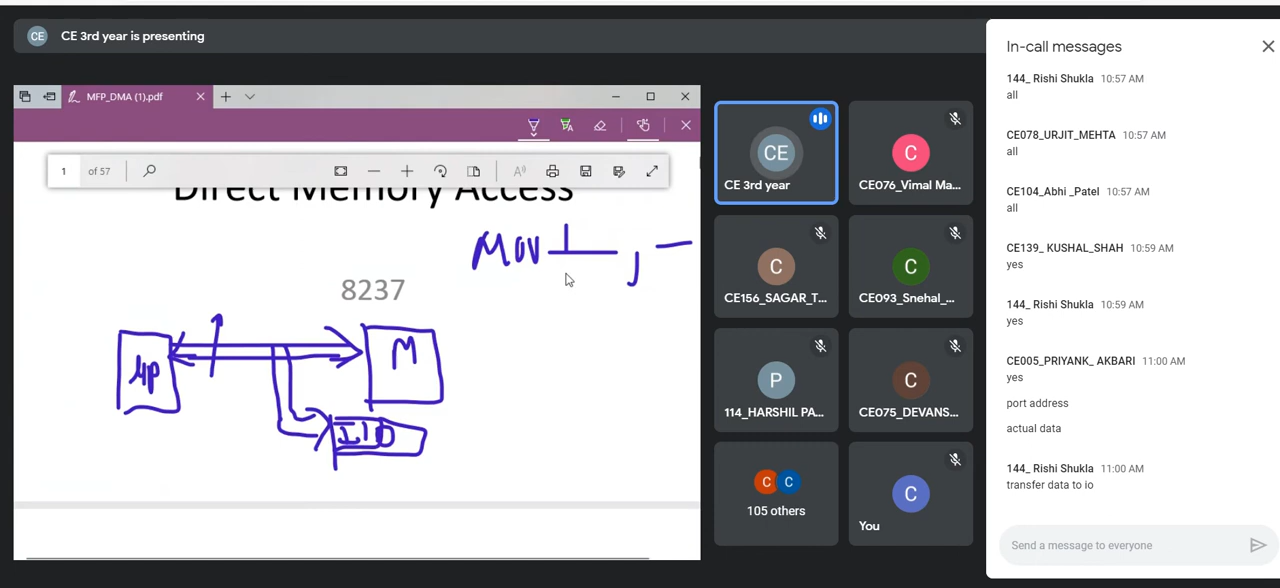 CE CE 3rd year is presenting
MFP_DMA (1).pdf
1 of 57
Direct Memory Access
MOV
,
8237
μp
M
I/O
CE
CE 3rd year
C
CE076_Vimal Ma...
C
CE156_SAGAR_T...
C
CE093_Snehal_...
P
114_HARSHIL PA...
C
CE075_DEVANS...
C C
105 others
C
You
In-call messages
144_ Rishi Shukla 10:57 AM
all
CE078_URJIT_MEHTA 10:57 AM
all
CE104_Abhi _Patel 10:57 AM
all
CE139_ KUSHAL_SHAH 10:59 AM
yes
144_ Rishi Shukla 10:59 AM
yes
CE005_PRIYANK_ AKBARI 11:00 AM
yes
port address
actual data
144_ Rishi Shukla 11:00 AM
transfer data to io
Send a message to everyone